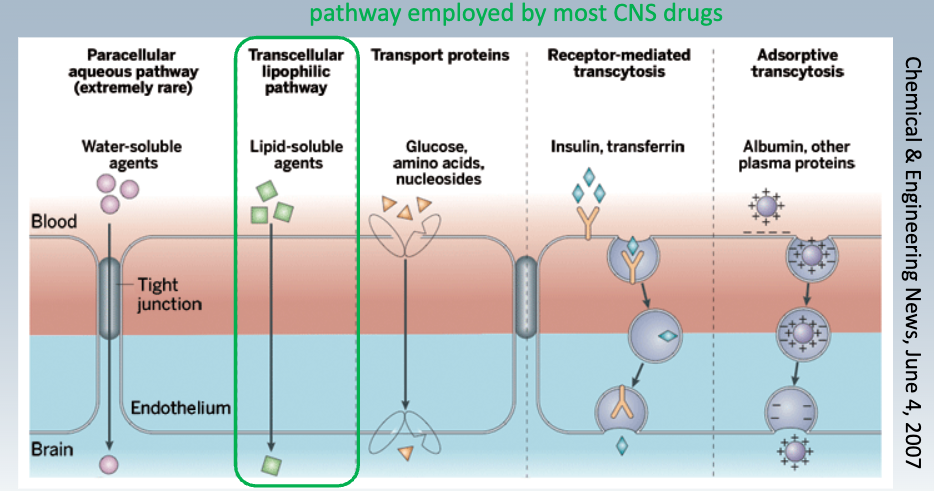 pathway employed by most CNS drugs
Paracellular
aqueous pathway
(extremely rare)
Transcellular
lipophilic
pathway
Transport proteins
Receptor-mediated
transcytosis
Adsorptive
transcytosis
Water-soluble
agents
Lipid-soluble
agents
Glucose,
amino acids,
nucleosides
Insulin, transferrin
Albumin, other
plasma proteins
Blood
Tight
junction
Endothelium
Brain
Chemical & Engineering News, June 4, 2007